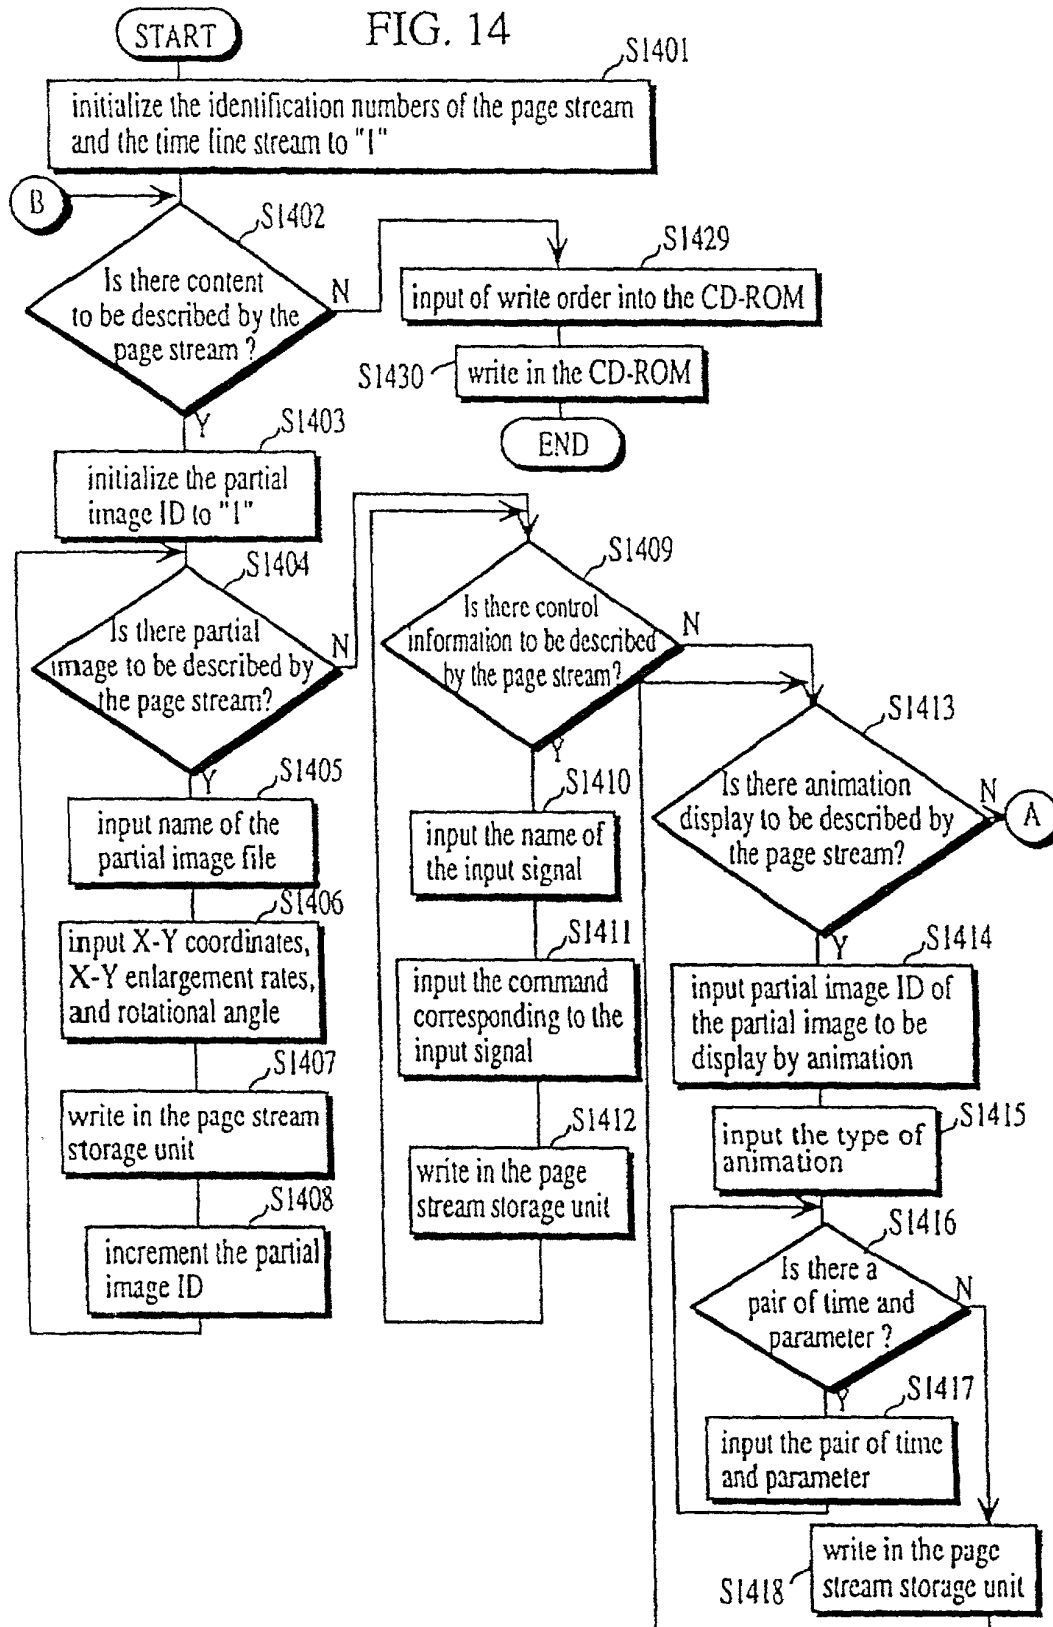 FIG. 14
START
S1401
initialize the identification numbers of the page stream
and the time line stream to "1"
B
S1402
Is there content
to be described by the
page stream ?
N
Y
S1429
input of write order into the CD-ROM
S1430
write in the CD-ROM
END
S1403
initialize the partial
image ID to "1"
S1404
Is there partial
image to be described by
the page stream?
N
Y
S1405
input name of the
partial image file
S1406
input X-Y coordinates,
X-Y enlargement rates,
and rotational angle
S1407
write in the page stream
storage unit
S1408
increment the partial
image ID
S1409
Is there control
information to be described
by the page stream?
N
Y
S1410
input the name of
the input signal
S1411
input the command
corresponding to the
input signal
S1412
write in the page
stream storage unit
S1413
Is there animation
display to be described by
the page stream?
N
A
Y
S1414
input partial image ID of
the partial image to be
display by animation
S1415
input the type of
animation
S1416
Is there a
pair of time and
parameter ?
N
Y
S1417
input the pair of time
and parameter
S1418
write in the page
stream storage unit